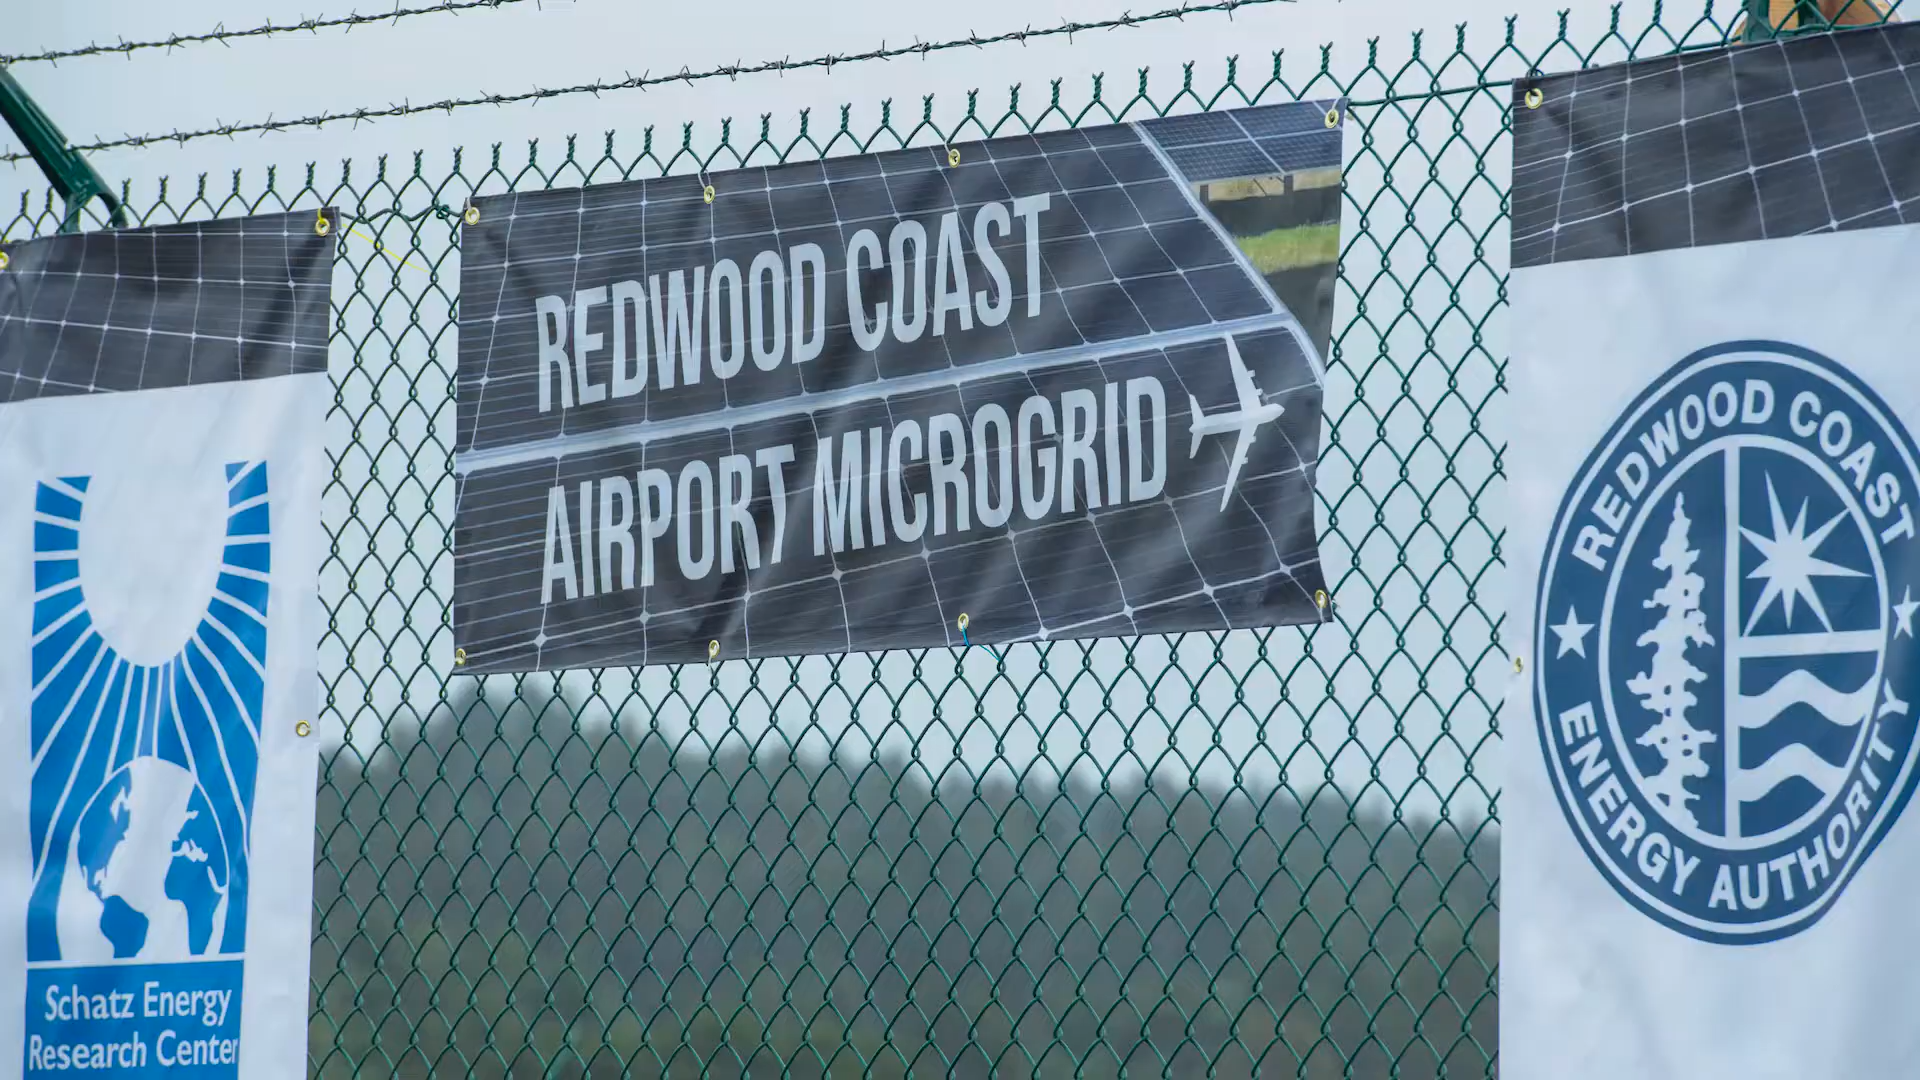 REDWOOD COAST
AIRPORT MICROGRID
Schatz Energy
Research Center
REDWOOD COAST
ENERGY AUTHORITY